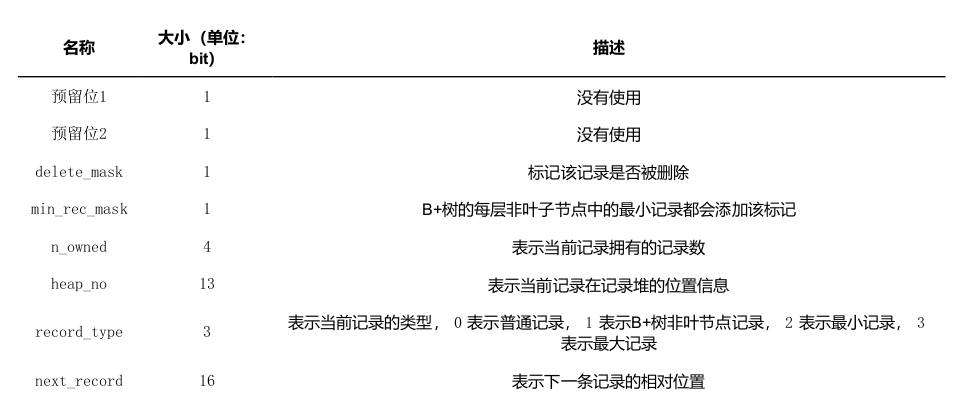 名称 大小（单位：bit） 描述
预留位1 1 没有使用
预留位2 1 没有使用
delete_mask 1 标记该记录是否被删除
min_rec_mask 1 B+树的每层非叶子节点中的最小记录都会添加该标记
n_owned 4 表示当前记录拥有的记录数
heap_no 13 表示当前记录在记录堆的位置信息
record_type 3 表示当前记录的类型， 0 表示普通记录， 1 表示B+树非叶节点记录， 2 表示最小记录， 3
表示最大记录
next_record 16 表示下一条记录的相对位置